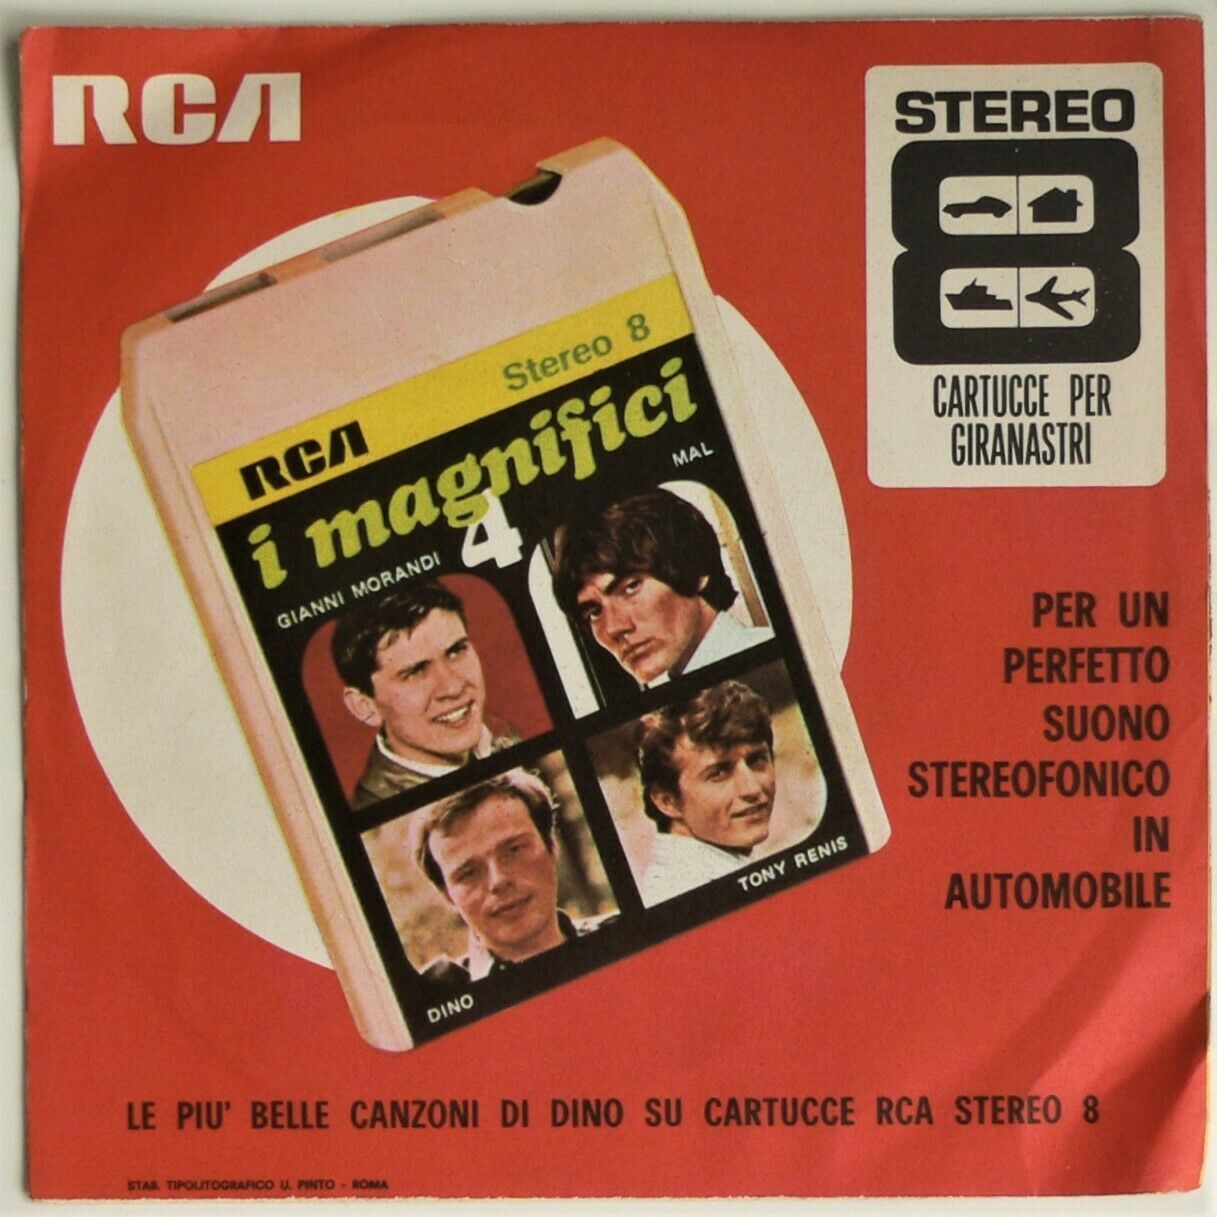 RCA
STEREO
8
CARTUCCE PER
GIRANASTRI
Stereo 8
RCA
i magnifici
4
GIANNI MORANDI
MAL
DINO
TONY RENIS
PER UN
PERFETTO
SUONO
STEREOFONICO
IN
AUTOMOBILE
LE PIU' BELLE CANZONI DI DINO SU CARTUCCE RCA STEREO 8
STAB. TIPOLITOGRAFICO U. PINTO - ROMA